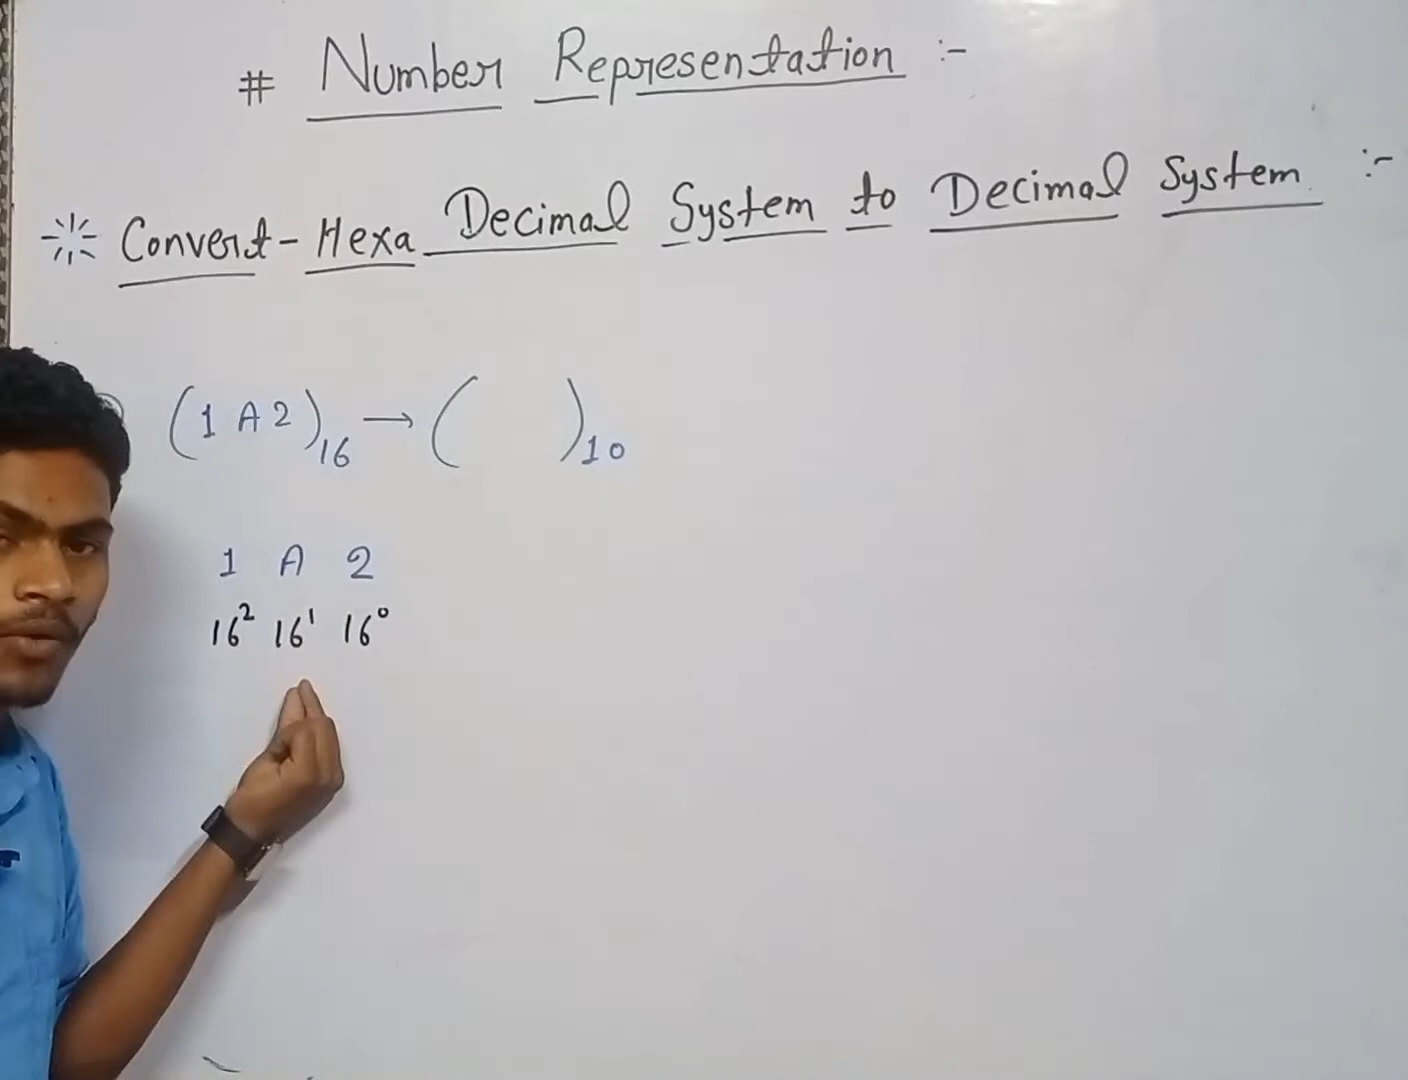 # Number Representation :-
Convert-Hexa Decimal System to Decimal System :-
(1 A 2)₁₆ → (    )₁₀
1 A 2
16² 16¹ 16⁰